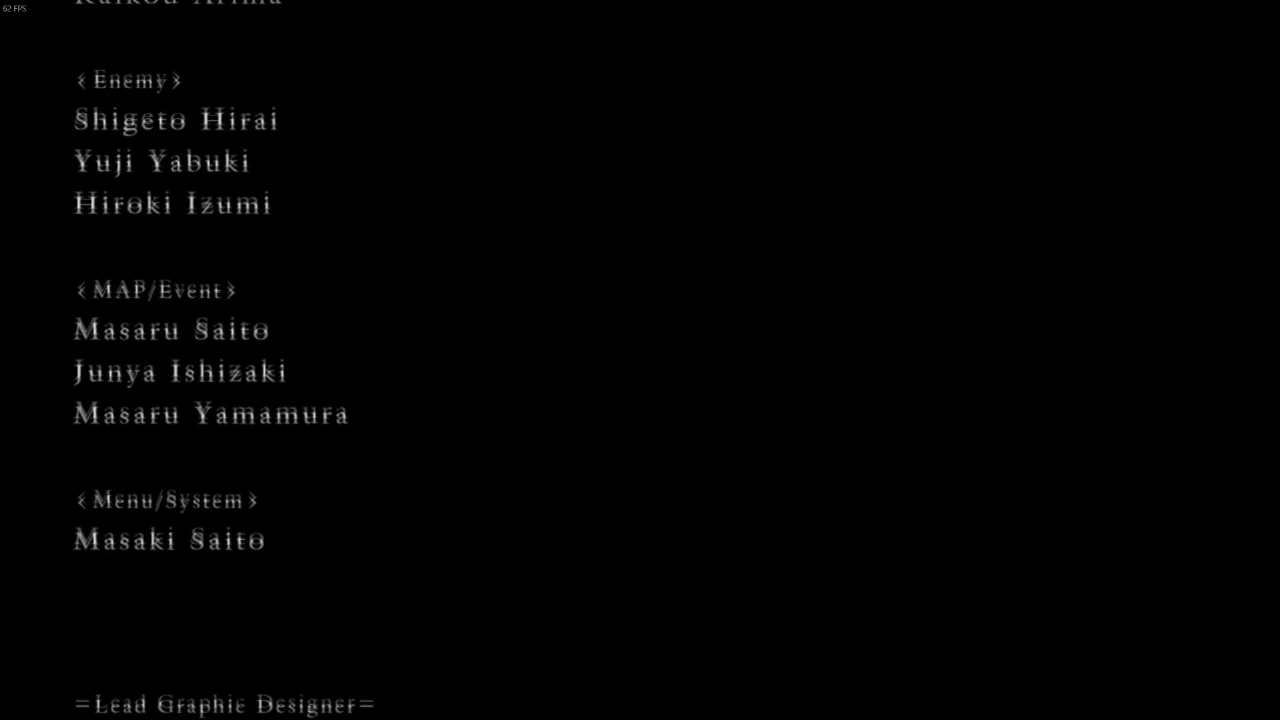 62 FPS
<Enemy>
Shigeto Hirai
Yuji Yabuki
Hiroki Izumi
<MAP/Event>
Masaru Saito
Junya Ishizaki
Masaru Yamamura
<Menu/System>
Masaki Saito
=Lead Graphic Designer=